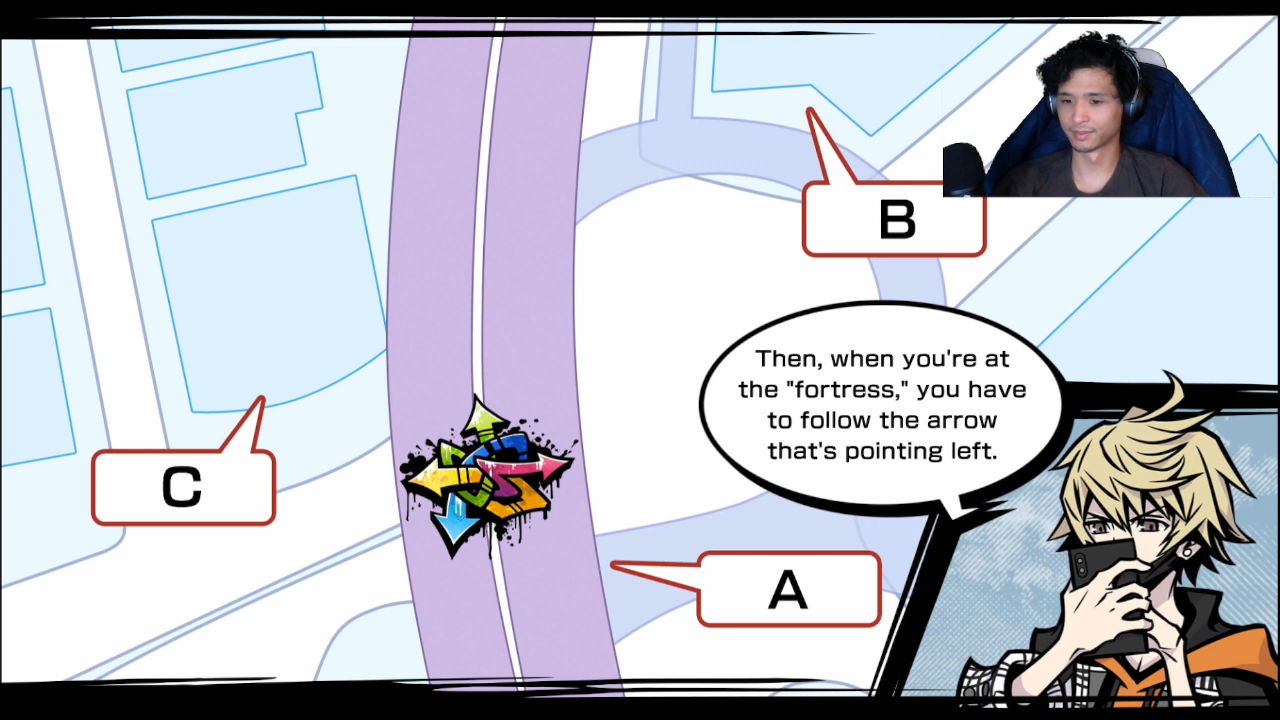 B
Then, when you're at
the "fortress," you have
to follow the arrow
that's pointing left.
C
A